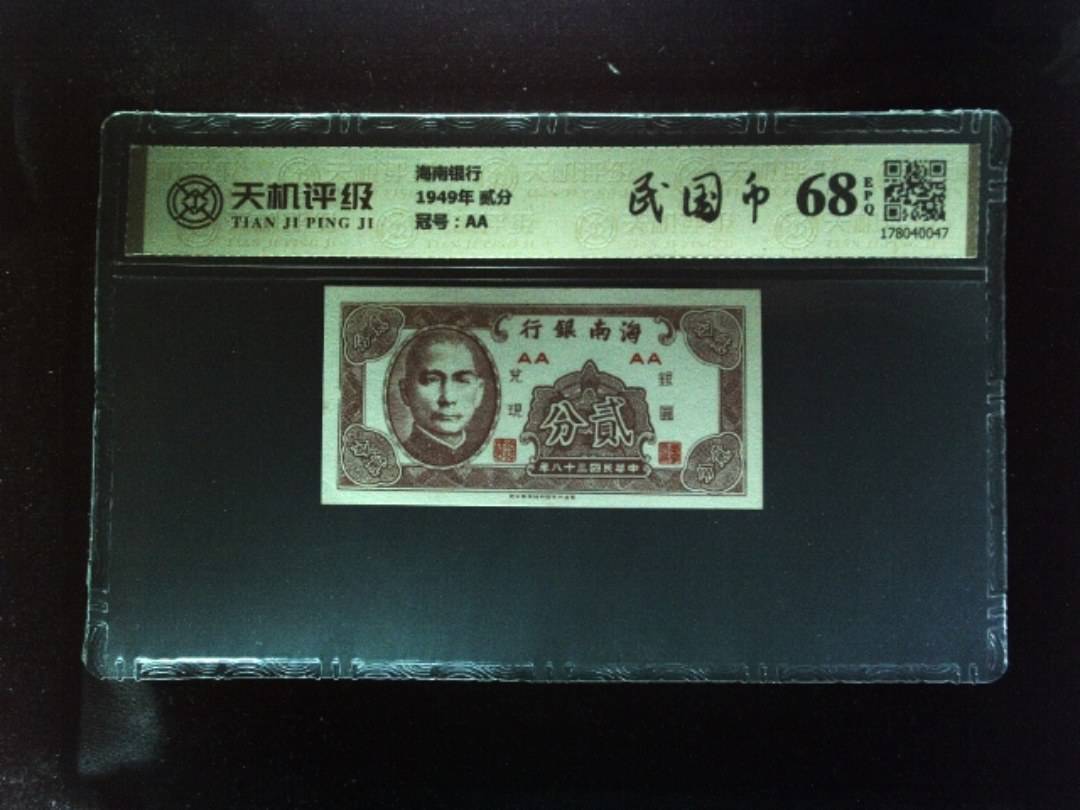 天机评级
TIAN JI PING JI
海南银行
1949年 贰分
冠号：AA
民国币
68
EPQ
178040047
行銀南海
AA AA
兌現
銀圓
分貳
年八十三國民華中